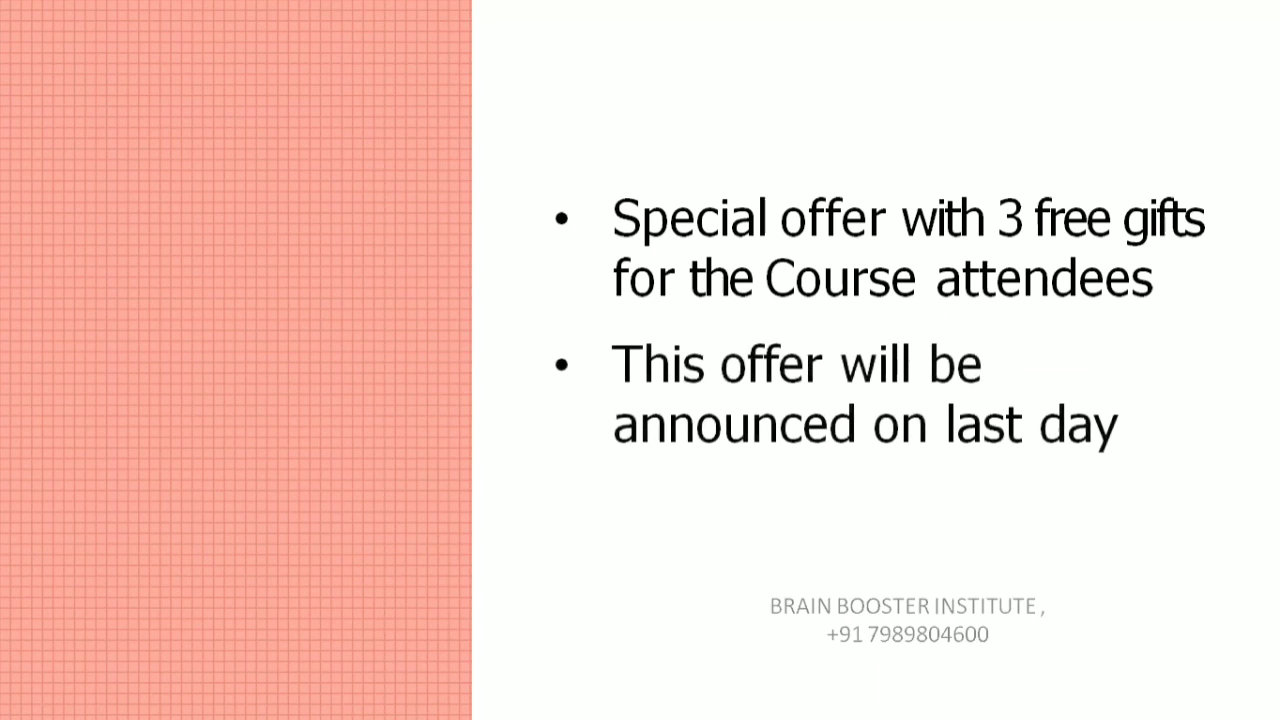 • Special offer with 3 free gifts
for the Course attendees
• This offer will be
announced on last day
BRAIN BOOSTER INSTITUTE ,
+91 7989804600